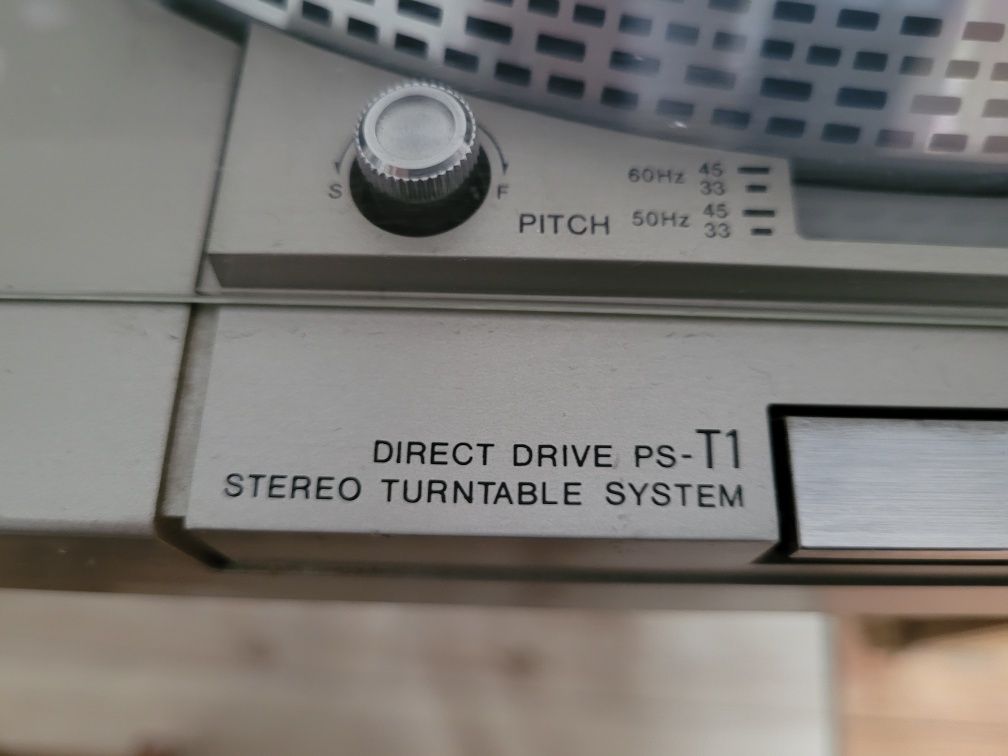 S F
PITCH
60Hz 45
33
50Hz 45
33
DIRECT DRIVE PS-T1
STEREO TURNTABLE SYSTEM